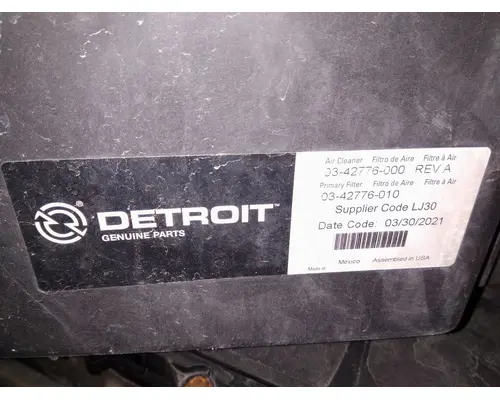 DETROIT™
GENUINE PARTS
Air Cleaner Filtro de Aire Filtre à Air
03-42776-000 REV.A
Primary Filter Filtro de Aire Filtre à Air
03-42776-010
Supplier Code LJ30
Date Code: 03/30/2021
Made in Mexico Assembled in USA